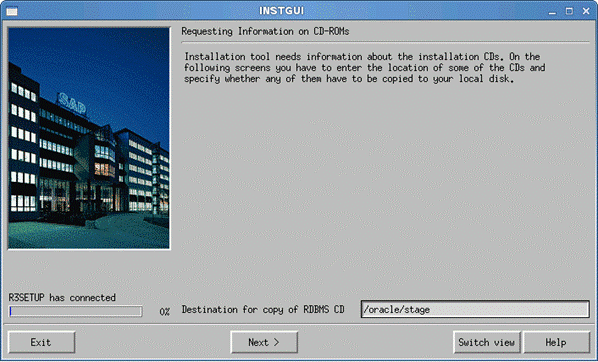 INSTGUI
Requesting Information on CD-ROMs
Installation tool needs information about the installation CDs. On the
following screens you have to enter the location of some of the CDs and
specify whether any of them have to be copied to your local disk.
SAP
R3SETUP has connected
0%
Destination for copy of RDBMS CD
/oracle/stage
Exit
Next >
Switch view
Help